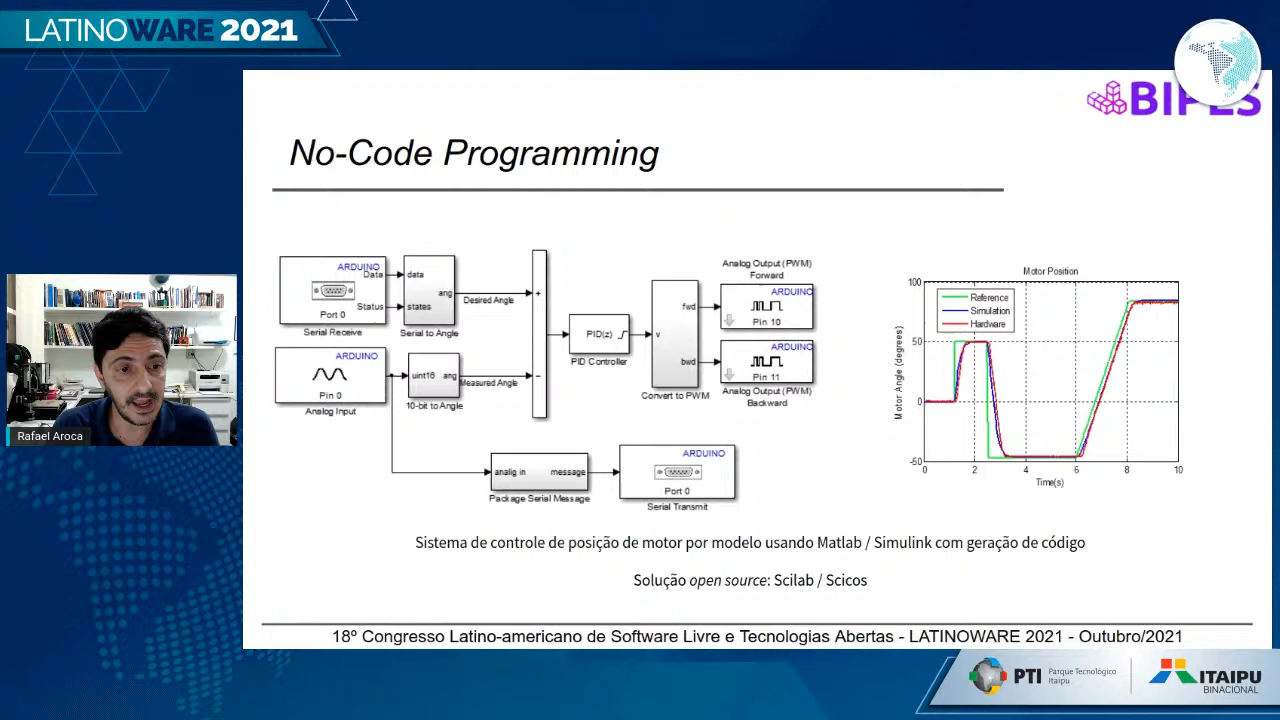 LATINOWARE 2021
BIPES
No-Code Programming
ARDUINO
Data
Port 0
Status
Serial Receive
data
ang
states
Serial to Angle
Desired Angle
+
ARDUINO
Pin 0
Analog Input
uint16 ang
10-bit to Angle
Measured Angle
-
PID(z)
PID Controller
fwd
v
bwd
Convert to PWM
Analog Output (PWM)
Forward
ARDUINO
Pin 10
ARDUINO
Pin 11
Analog Output (PWM)
Backward
analig in message
Package Serial Message
ARDUINO
Port 0
Serial Transmit
Motor Position
Reference
Simulation
Hardware
Motor Angle (degrees)
100
50
0
-50
0 2 4 6 8 10
Time(s)
Rafael Aroca
Sistema de controle de posição de motor por modelo usando Matlab / Simulink com geração de código
Solução open source: Scilab / Scicos
18º Congresso Latino-americano de Software Livre e Tecnologias Abertas - LATINOWARE 2021 - Outubro/2021
PTI Parque Tecnológico
Itaipu
ITAIPU
BINACIONAL